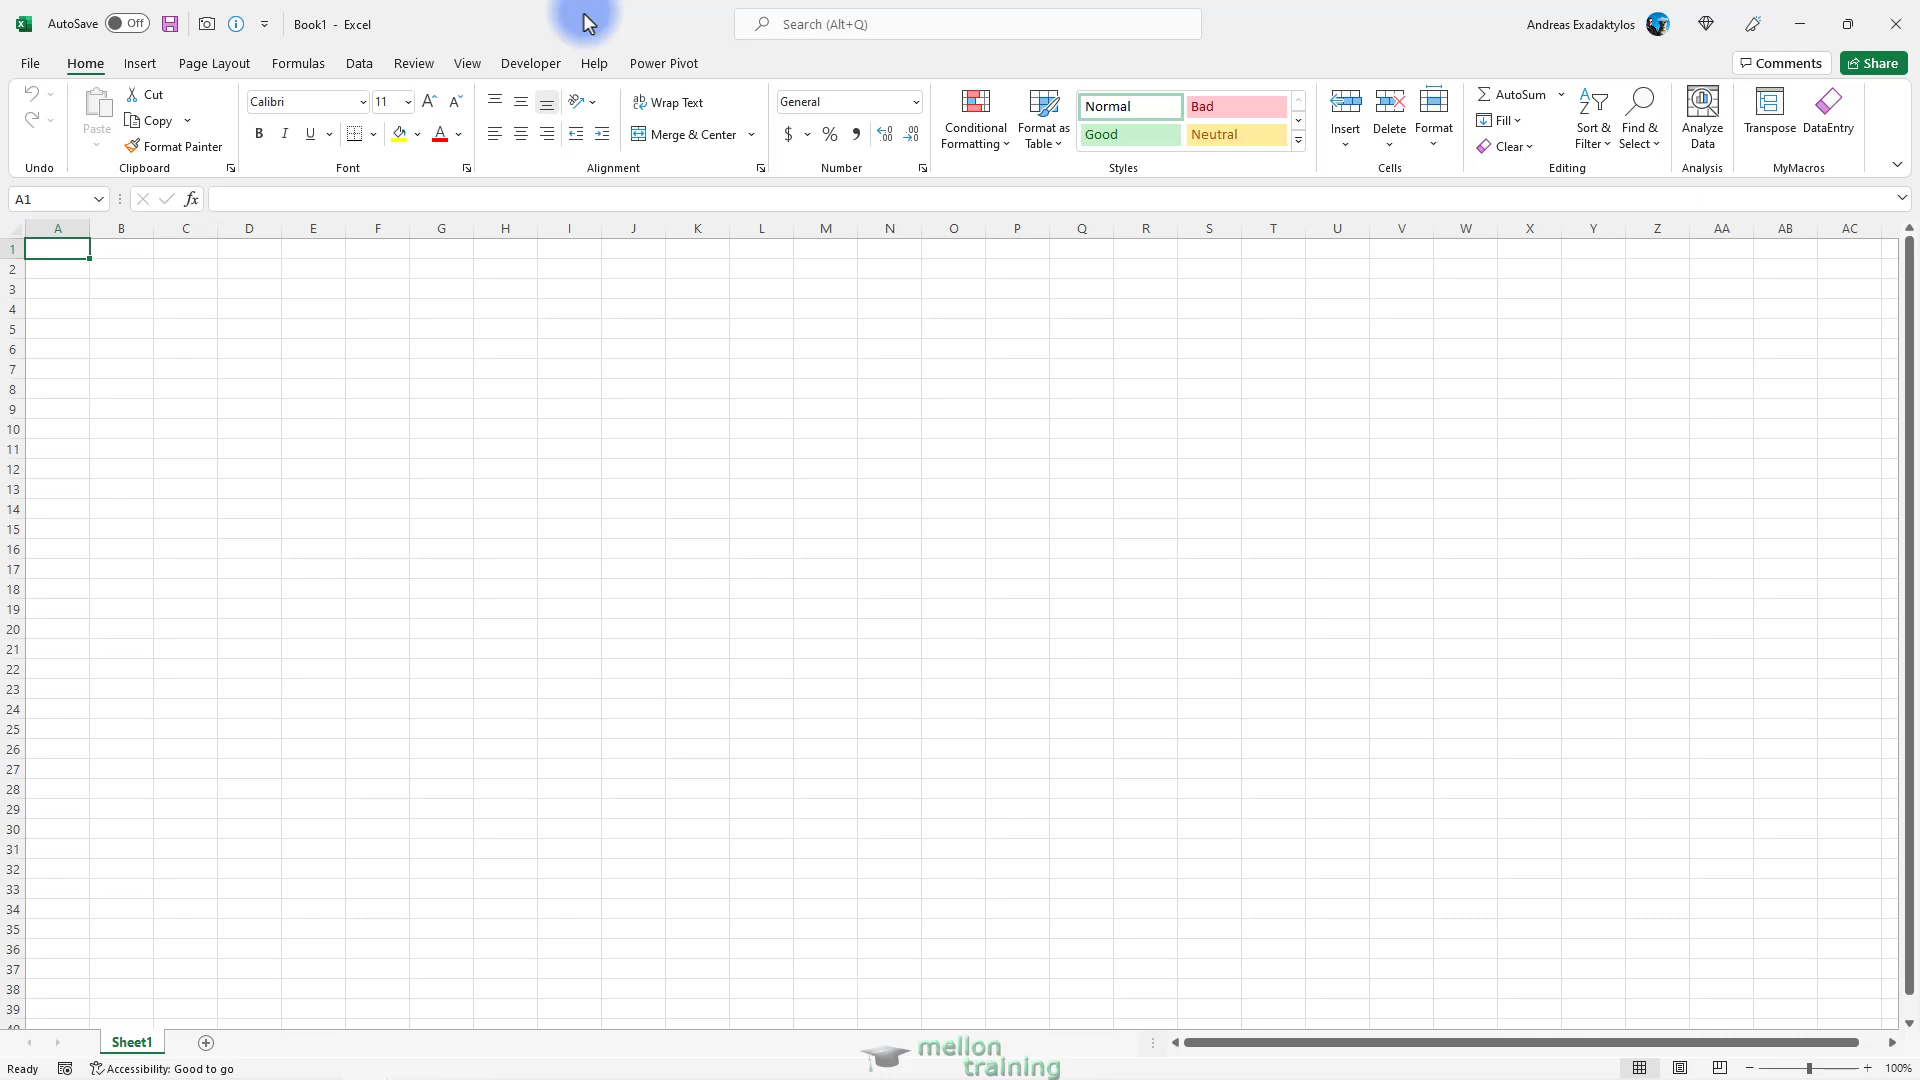 AutoSave Off Book1 - Excel Search (Alt+Q) Andreas Exadaktylos
File Home Insert Page Layout Formulas Data Review View Developer Help Power Pivot Comments Share
Paste Cut
Copy
Format Painter
Calibri 11
B I U
ab Wrap Text
Merge & Center
General
$ % ,
Conditional Formatting
Format as Table
Normal Bad
Good Neutral
Insert Delete Format
AutoSum
Fill
Clear
Sort & Filter
Find & Select
Analyze Data
Transpose DataEntry
Undo Clipboard Font Alignment Number Styles Cells Editing Analysis MyMacros
A1 fx
A B C D E F G H I J K L M N O P Q R S T U V W X Y Z AA AB AC
1
2
3
4
5
6
7
8
9
10
11
12
13
14
15
16
17
18
19
20
21
22
23
24
25
26
27
28
29
30
31
32
33
34
35
36
37
38
39
Sheet1
mellon
training
Ready Accessibility: Good to go 100%